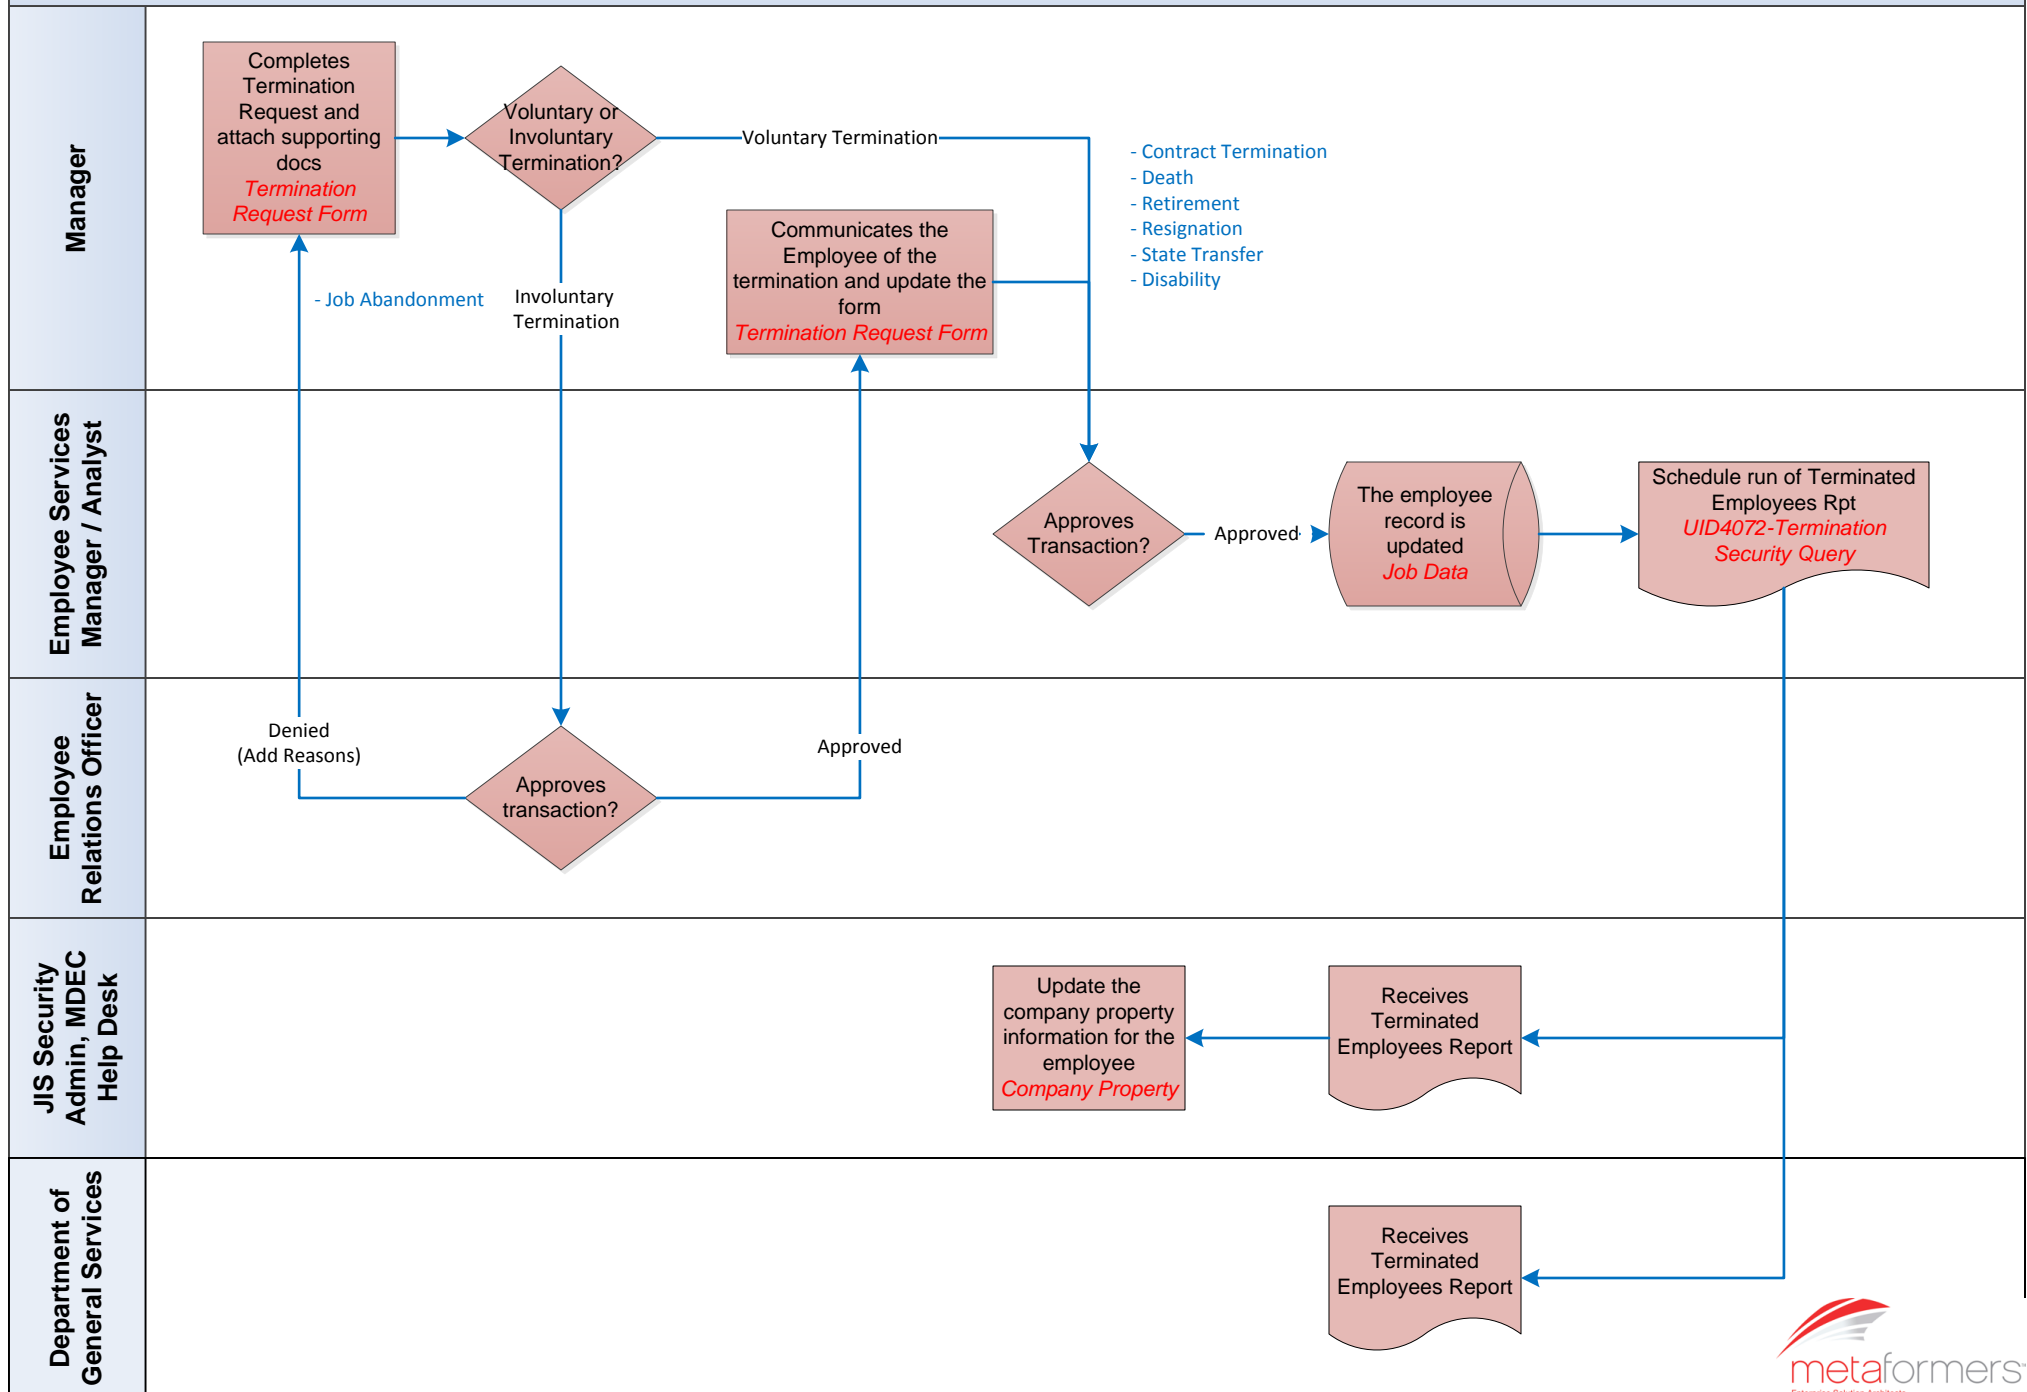 Manager
Completes
Termination
Request and
attach supporting
docs
Termination
Request Form
Voluntary or
Involuntary
Termination?
Voluntary Termination
- Contract Termination
- Death
- Retirement
- Resignation
- State Transfer
- Disability
Communicates the
Employee of the
termination and update the
form
Termination Request Form
- Job Abandonment
Involuntary
Termination
Employee Services
Manager / Analyst
Approves
Transaction?
Approved
The employee
record is
updated
Job Data
Schedule run of Terminated
Employees Rpt
UID4072-Termination
Security Query
Employee
Relations Officer
Denied
(Add Reasons)
Approves
transaction?
Approved
JIS Security
Admin, MDEC
Help Desk
Update the
company property
information for the
employee
Company Property
Receives
Terminated
Employees Report
Department of
General Services
Receives
Terminated
Employees Report
metaformers
Enterprise Solution Architects